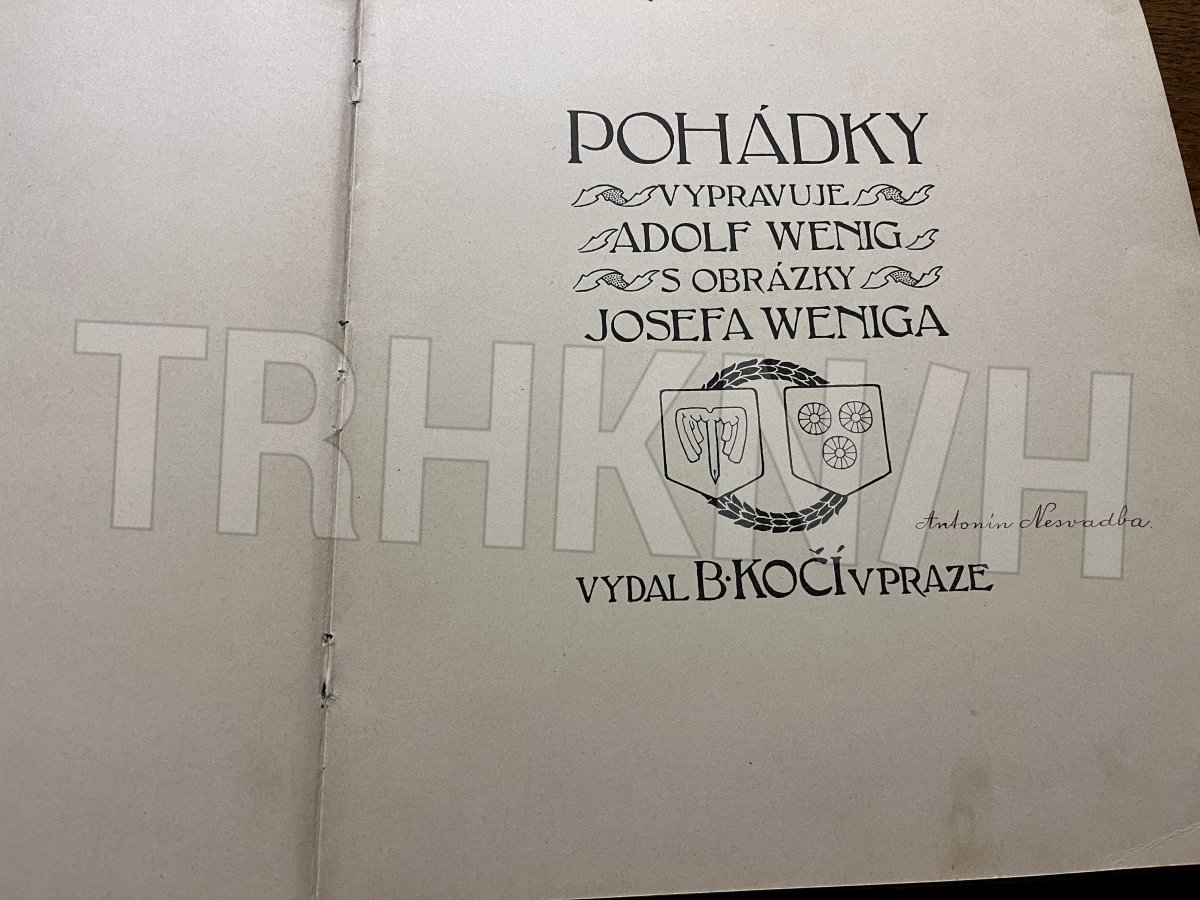 POHÁDKY
VYPRAVUJE
ADOLF WENIG
S OBRÁZKY
JOSEFA WENIGA
TRHKNIH
Antonín Nesvadba.
VYDAL B·KOČÍ V PRAZE